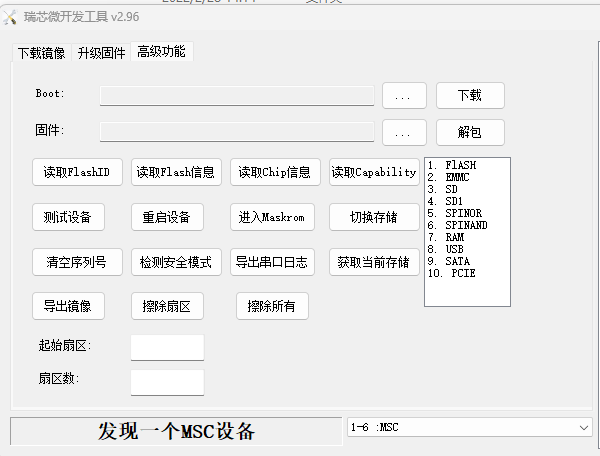 瑞芯微开发工具 v2.96
下载镜像 升级固件 高级功能
Boot: ... 下载
固件: ... 解包
读取FlashID 读取Flash信息 读取Chip信息 读取Capability
测试设备 重启设备 进入Maskrom 切换存储
清空序列号 检测安全模式 导出串口日志 获取当前存储
导出镜像 擦除扇区 擦除所有
1. FlASH
2. EMMC
3. SD
4. SD1
5. SPINOR
6. SPINAND
7. RAM
8. USB
9. SATA
10. PCIE
起始扇区:
扇区数:
发现一个MSC设备 1-6 :MSC